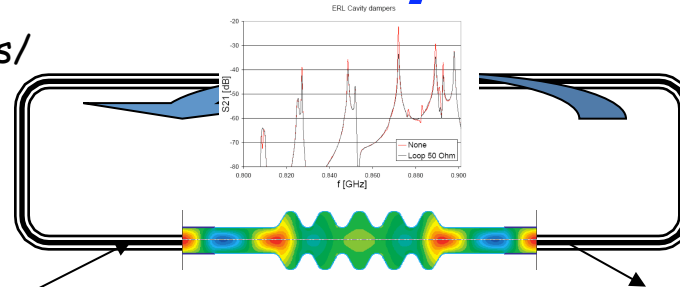 ERL Cavity dampers
s/
-20
-30
-40
-50
-60
-70
-80
S21 [dB]
None
Loop 50 Ohm
0.800 0.820 0.840 0.860 0.880 0.900
f [GHz]